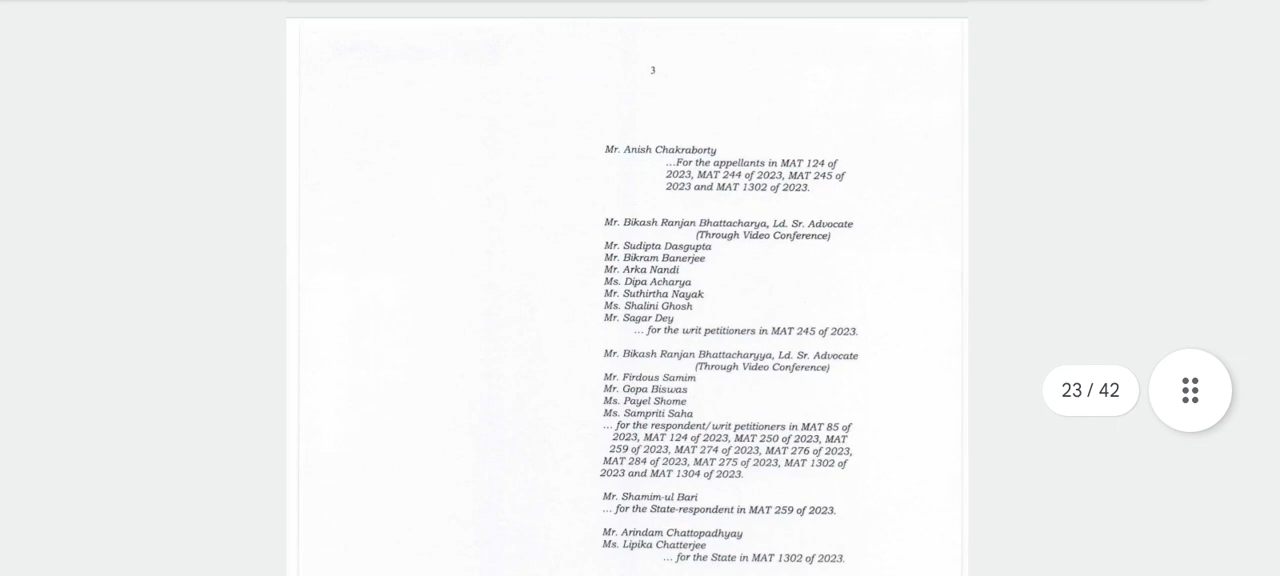 3
Mr. Anish Chakraborty
...For the appellants in MAT 124 of
2023, MAT 244 of 2023, MAT 245 of
2023 and MAT 1302 of 2023.
Mr. Bikash Ranjan Bhattacharya, Ld. Sr. Advocate
(Through Video Conference)
Mr. Sudipta Dasgupta
Mr. Bikram Banerjee
Mr. Arka Nandi
Ms. Dipa Acharya
Mr. Suthirtha Nayak
Ms. Shalini Ghosh
Mr. Sagar Dey
... for the writ petitioners in MAT 245 of 2023.
Mr. Bikash Ranjan Bhattacharyya, Ld. Sr. Advocate
(Through Video Conference)
Mr. Firdous Samim
Mr. Gopa Biswas
Ms. Payel Shome
Ms. Sampriti Saha
... for the respondent/writ petitioners in MAT 85 of
2023, MAT 124 of 2023, MAT 250 of 2023, MAT
259 of 2023, MAT 274 of 2023, MAT 276 of 2023,
MAT 284 of 2023, MAT 275 of 2023, MAT 1302 of
2023 and MAT 1304 of 2023.
Mr. Shamim-ul Bari
... for the State-respondent in MAT 259 of 2023.
Mr. Arindam Chattopadhyay
Ms. Lipika Chatterjee
... for the State in MAT 1302 of 2023.
23 / 42